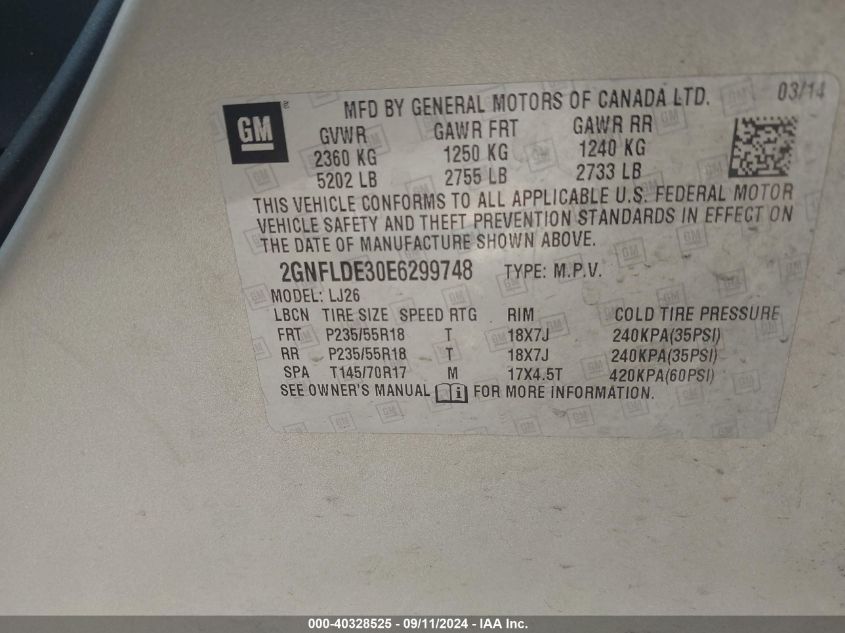 GM
MFD BY GENERAL MOTORS OF CANADA LTD. 03/14
GVWR GAWR FRT GAWR RR
2360 KG 1250 KG 1240 KG
5202 LB 2755 LB 2733 LB
THIS VEHICLE CONFORMS TO ALL APPLICABLE U.S. FEDERAL MOTOR
VEHICLE SAFETY AND THEFT PREVENTION STANDARDS IN EFFECT ON
THE DATE OF MANUFACTURE SHOWN ABOVE.
2GNFLDE30E6299748 TYPE: M.P.V.
MODEL: LJ26
LBCN TIRE SIZE SPEED RTG RIM COLD TIRE PRESSURE
FRT P235/55R18 T 18X7J 240KPA(35PSI)
RR P235/55R18 T 18X7J 240KPA(35PSI)
SPA T145/70R17 M 17X4.5T 420KPA(60PSI)
SEE OWNER'S MANUAL i FOR MORE INFORMATION.
000-40328525 - 09/11/2024 - IAA Inc.